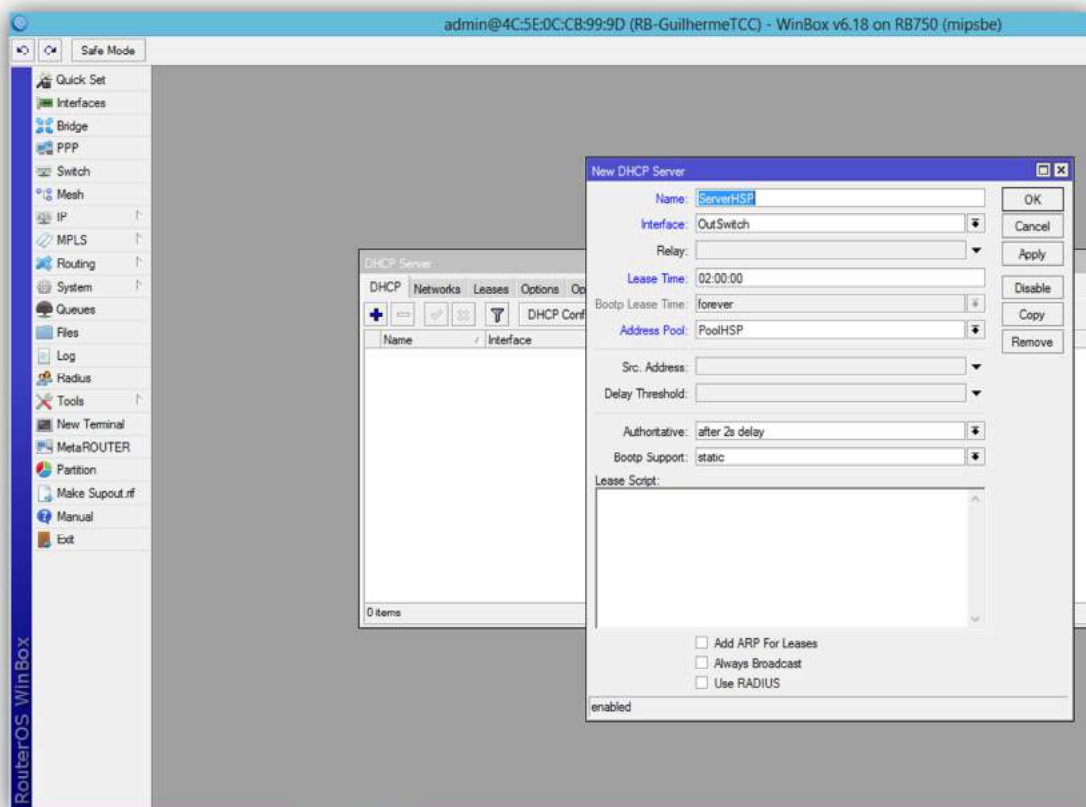 admin@4C:5E:0C:CB:99:9D (RB-GuilhermeTCC) - WinBox v6.18 on RB750 (mipsbe)
Safe Mode
Quick Set
Interfaces
Bridge
PPP
Switch
Mesh
IP
MPLS
Routing
System
Queues
Files
Log
Radius
Tools
New Terminal
MetaROUTER
Partition
Make Supout.rif
Manual
Exit
RouterOS WinBox
DHCP Server
DHCP Networks Leases Options Op
DHCP Conf
Name Interface
0 items
New DHCP Server
Name: ServerHSP
Interface: OutSwitch
Relay:
Lease Time: 02:00:00
Bootp Lease Time: forever
Address Pool: PoolHSP
Src. Address:
Delay Threshold:
Authoritative: after 2s delay
Bootp Support: static
Lease Script:
Add ARP For Leases
Always Broadcast
Use RADIUS
enabled
OK
Cancel
Apply
Disable
Copy
Remove